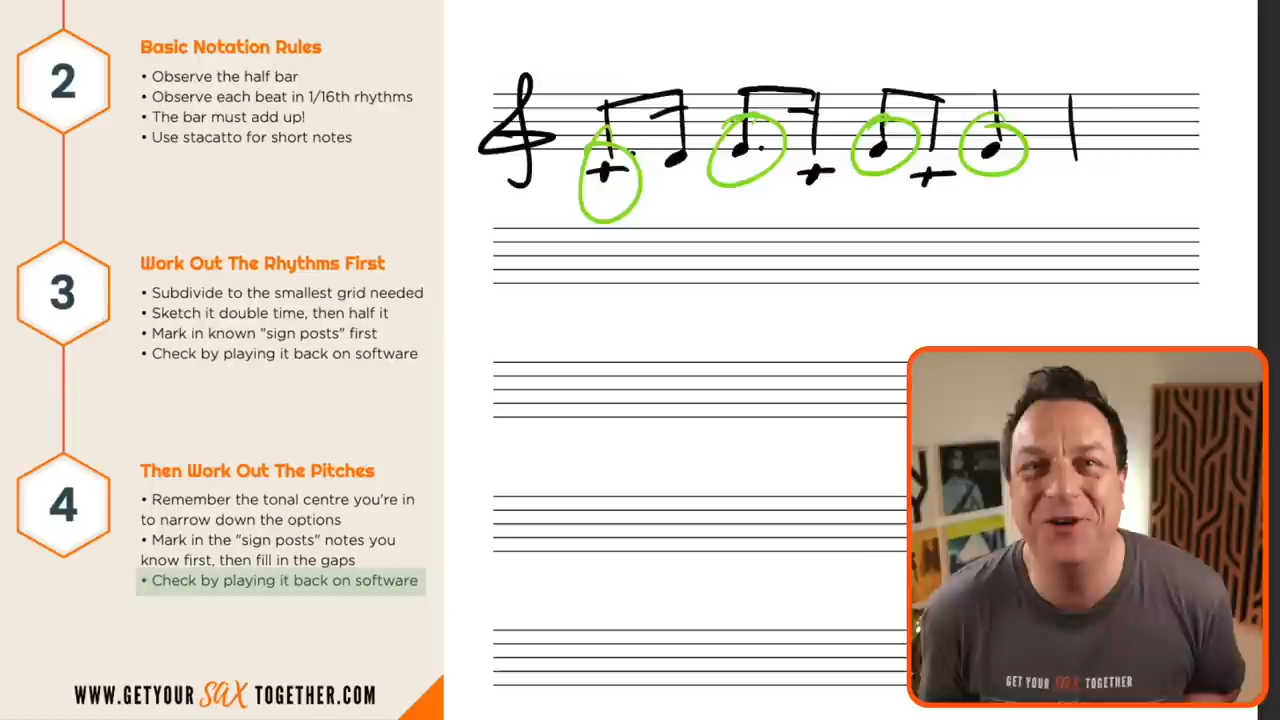 2
Basic Notation Rules
• Observe the half bar
• Observe each beat in 1/16th rhythms
• The bar must add up!
• Use stacatto for short notes
3
Work Out The Rhythms First
• Subdivide to the smallest grid needed
• Sketch it double time, then half it
• Mark in known "sign posts" first
• Check by playing it back on software
4
Then Work Out The Pitches
• Remember the tonal centre you're in
to narrow down the options
• Mark in the "sign posts" notes you
know first, then fill in the gaps
• Check by playing it back on software
WWW.GETYOUR SAX TOGETHER.COM
GET YOUR SAX TOGETHER